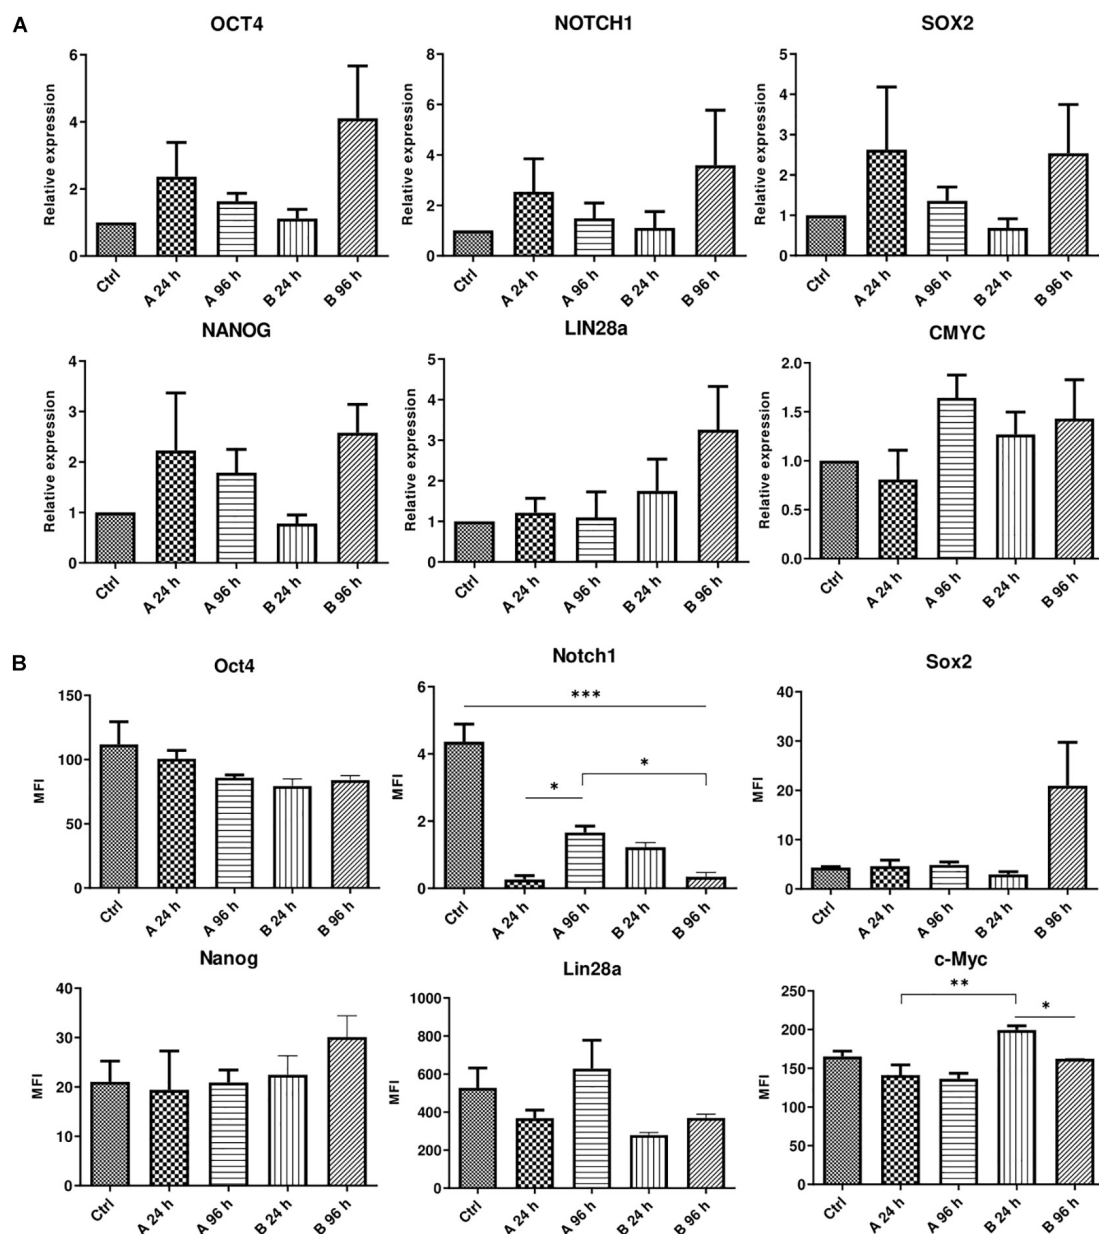 A
OCT4
Relative expression
6
4
2
0
Ctrl
A 24 h
A 96 h
B 24 h
B 96 h
NOTCH1
Relative expression
8
6
4
2
0
Ctrl
A 24 h
A 96 h
B 24 h
B 96 h
SOX2
Relative expression
5
4
3
2
1
0
Ctrl
A 24 h
A 96 h
B 24 h
B 96 h
NANOG
Relative expression
4
3
2
1
0
Ctrl
A 24 h
A 96 h
B 24 h
B 96 h
LIN28a
Relative expression
5
4
3
2
1
0
Ctrl
A 24 h
A 96 h
B 24 h
B 96 h
CMYC
Relative expression
2.0
1.5
1.0
0.5
0.0
Ctrl
A 24 h
A 96 h
B 24 h
B 96 h
B
Oct4
MFI
150
100
50
0
Ctrl
A 24 h
A 96 h
B 24 h
B 96 h
Notch1
MFI
6
4
2
0
***
*
*
Ctrl
A 24 h
A 96 h
B 24 h
B 96 h
Sox2
MFI
40
30
20
10
0
Ctrl
A 24 h
A 96 h
B 24 h
B 96 h
Nanog
MFI
40
30
20
10
0
Ctrl
A 24 h
A 96 h
B 24 h
B 96 h
Lin28a
MFI
1000
800
600
400
200
0
Ctrl
A 24 h
A 96 h
B 24 h
B 96 h
c-Myc
MFI
250
200
150
100
50
0
**
*
Ctrl
A 24 h
A 96 h
B 24 h
B 96 h